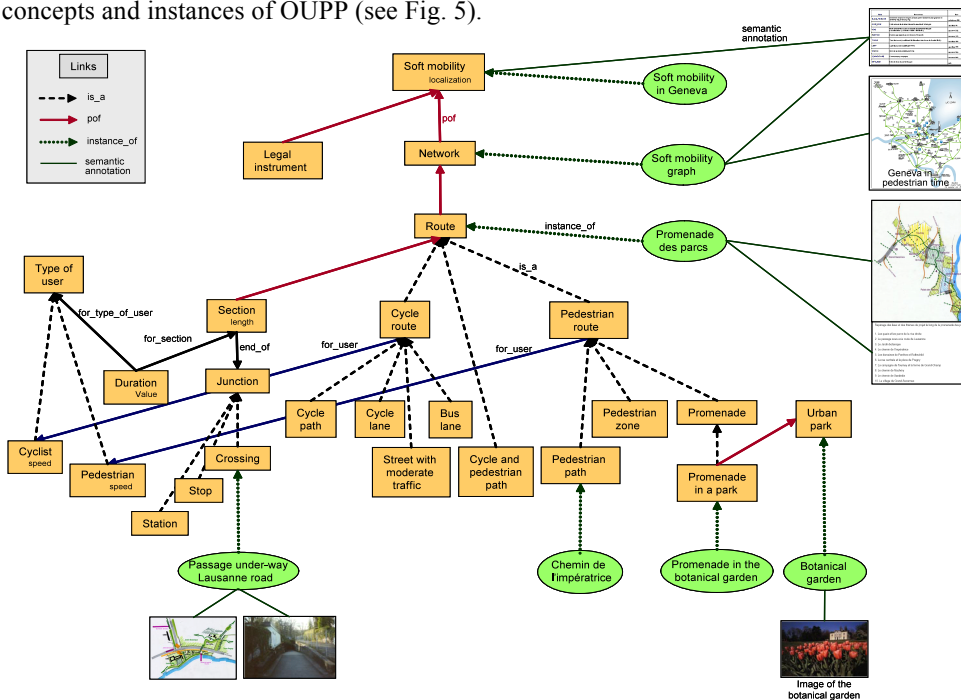 concepts and instances of OUPP (see Fig. 5).
semantic
annotation
Links
is_a
pof
instance_of
semantic
annotation
Soft mobility
localization
Soft mobility
in Geneva
pof
Legal
instrument
Network
Soft mobility
graph
Geneva in
pedestrian time
Route
instance_of
Promenade
des parcs
is_a
Type of
user
for_type_of_user
Section
length
Cycle
route
Pedestrian
route
for_section
end_of
for_user
for_user
Duration
Value
Junction
Cycle
path
Cycle
lane
Bus
lane
Pedestrian
zone
Promenade
Urban
park
Cyclist
speed
Pedestrian
speed
Crossing
Street with
moderate
traffic
Cycle and
pedestrian
path
Pedestrian
path
Promenade
in a park
Stop
Station
Passage under-way
Lausanne road
Chemin de
l'impératrice
Promenade in the
botanical garden
Botanical
garden
Image of the
botanical garden